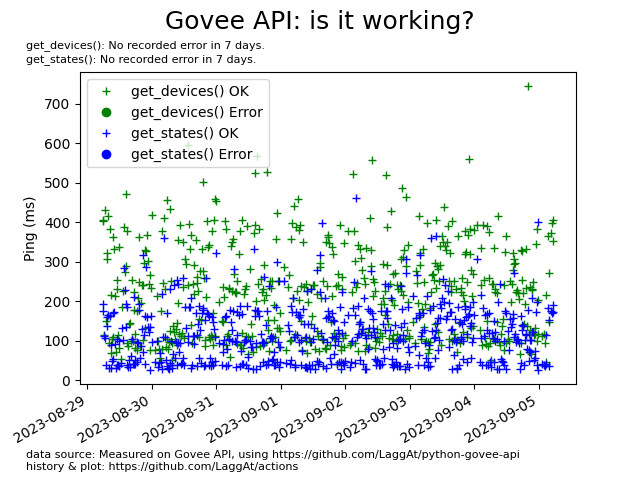 Govee API: is it working?
get_devices(): No recorded error in 7 days.
get_states(): No recorded error in 7 days.
get_devices() OK
get_devices() Error
get_states() OK
get_states() Error
Ping (ms)
700
600
500
400
300
200
100
0
2023-08-29
2023-08-30
2023-08-31
2023-09-01
2023-09-02
2023-09-03
2023-09-04
2023-09-05
data source: Measured on Govee API, using https://github.com/LaggAt/python-govee-api
history & plot: https://github.com/LaggAt/actions